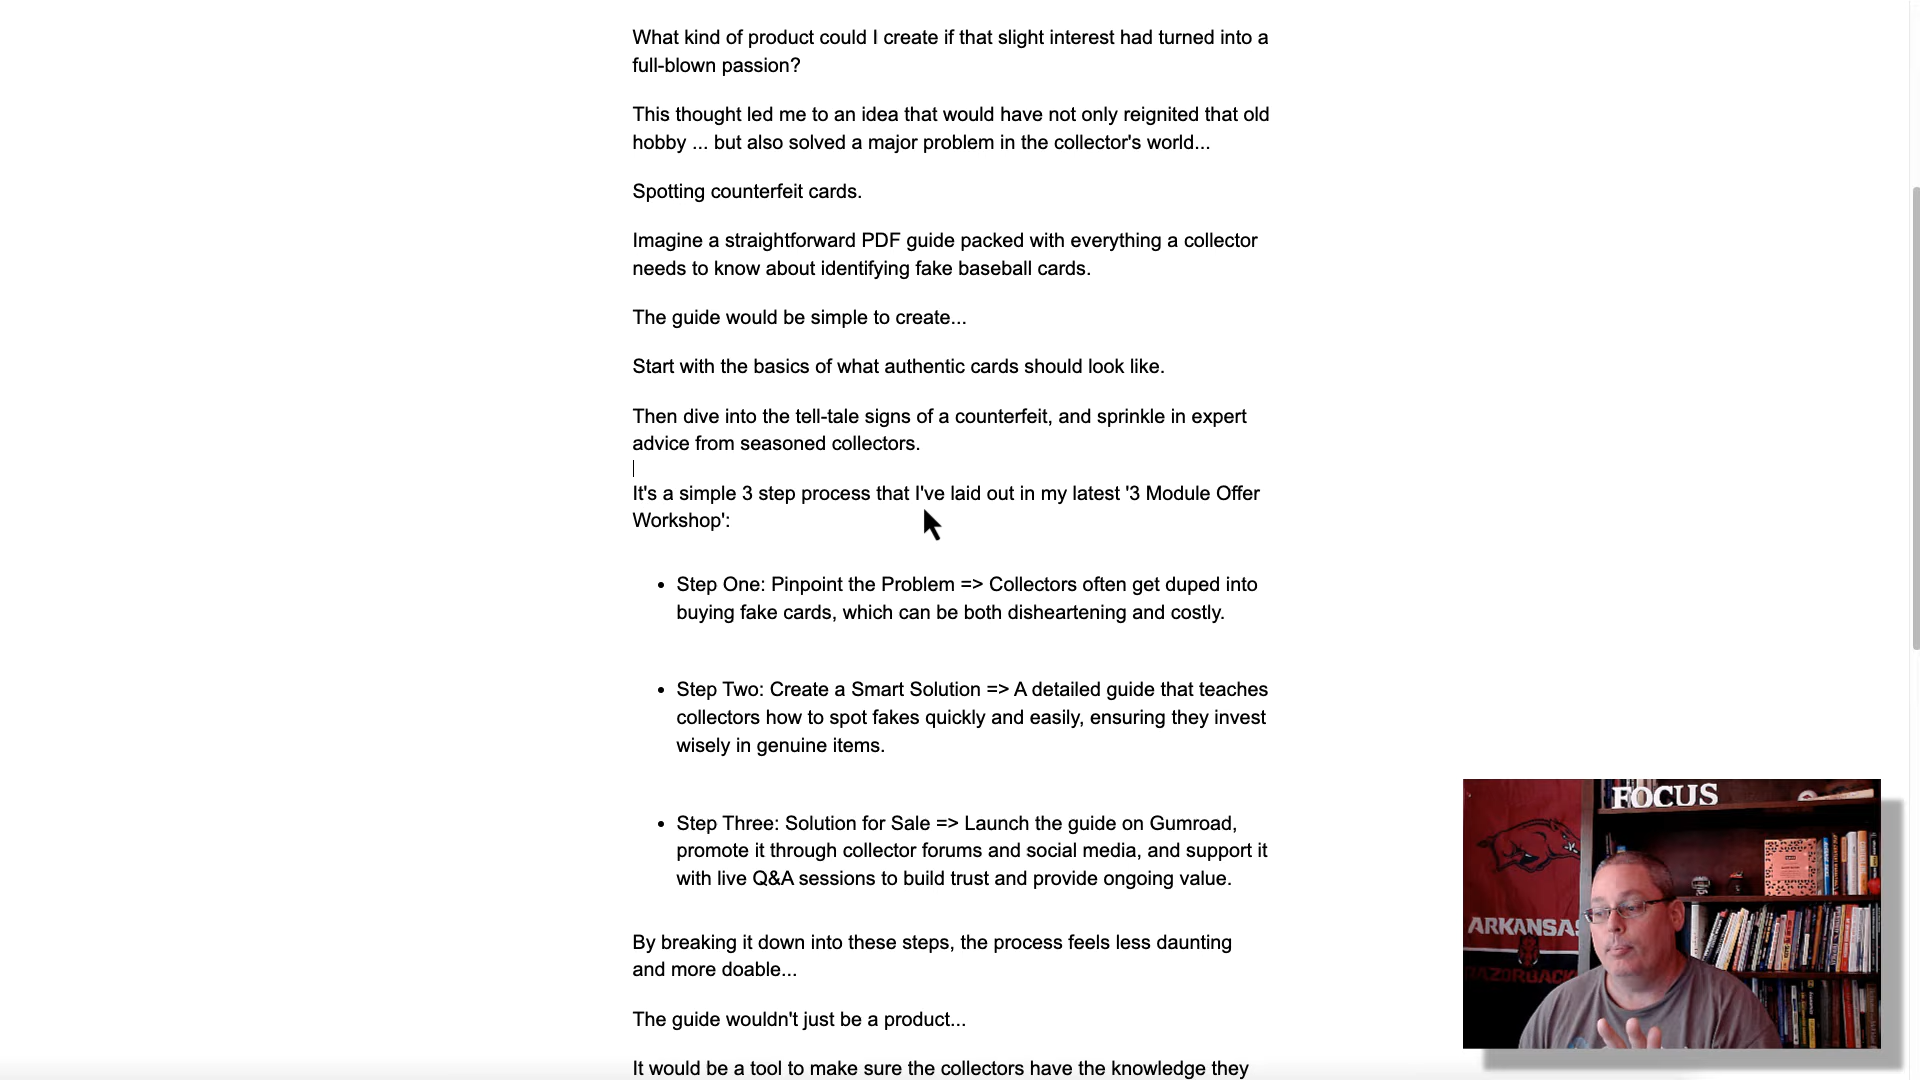 What kind of product could I create if that slight interest had turned into a
full-blown passion?
This thought led me to an idea that would have not only reignited that old
hobby ... but also solved a major problem in the collector's world...
Spotting counterfeit cards.
Imagine a straightforward PDF guide packed with everything a collector
needs to know about identifying fake baseball cards.
The guide would be simple to create...
Start with the basics of what authentic cards should look like.
Then dive into the tell-tale signs of a counterfeit, and sprinkle in expert
advice from seasoned collectors.
It's a simple 3 step process that I've laid out in my latest '3 Module Offer
Workshop':
• Step One: Pinpoint the Problem => Collectors often get duped into
buying fake cards, which can be both disheartening and costly.
• Step Two: Create a Smart Solution => A detailed guide that teaches
collectors how to spot fakes quickly and easily, ensuring they invest
wisely in genuine items.
• Step Three: Solution for Sale => Launch the guide on Gumroad,
promote it through collector forums and social media, and support it
with live Q&A sessions to build trust and provide ongoing value.
By breaking it down into these steps, the process feels less daunting
and more doable...
The guide wouldn't just be a product...
It would be a tool to make sure the collectors have the knowledge they
FOCUS
ARKANSAS
RAZORBACK